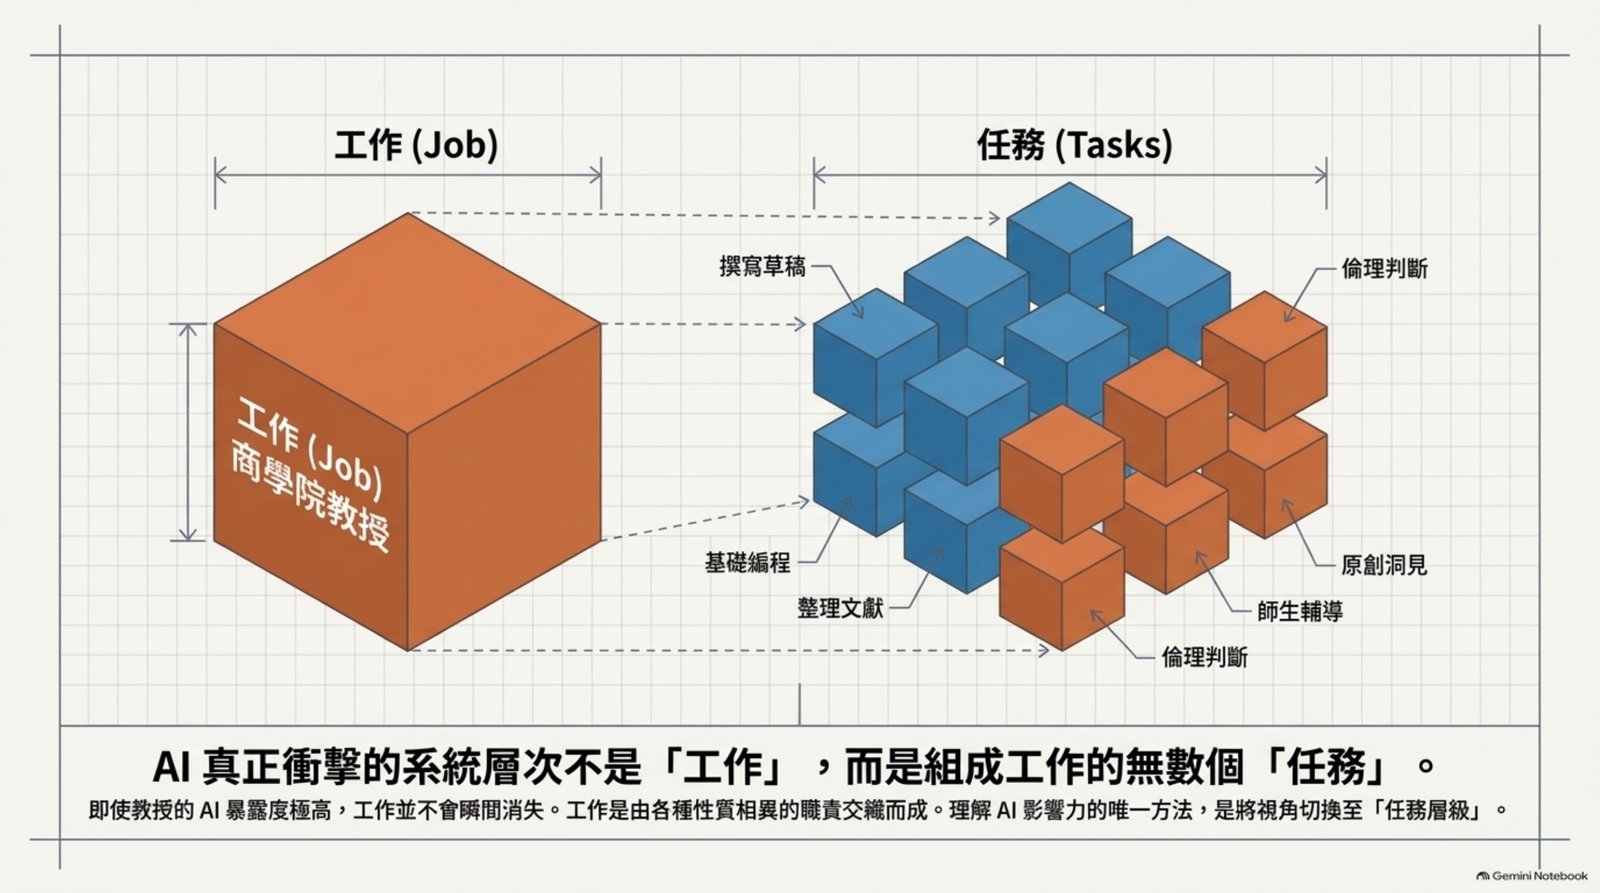 工作 (Job)
任務 (Tasks)
撰寫草稿
倫理判斷
工作 (Job)
商學院教授
基礎編程
原創洞見
整理文獻
師生輔導
倫理判斷
AI 真正衝擊的系統層次不是「工作」，而是組成工作的無數個「任務」。
即使教授的 AI 暴露度極高，工作並不會瞬間消失。工作是由各種性質相異的職責交織而成。理解 AI 影響力的唯一方法，是將視角切換至「任務層級」。
Gemini Notebook